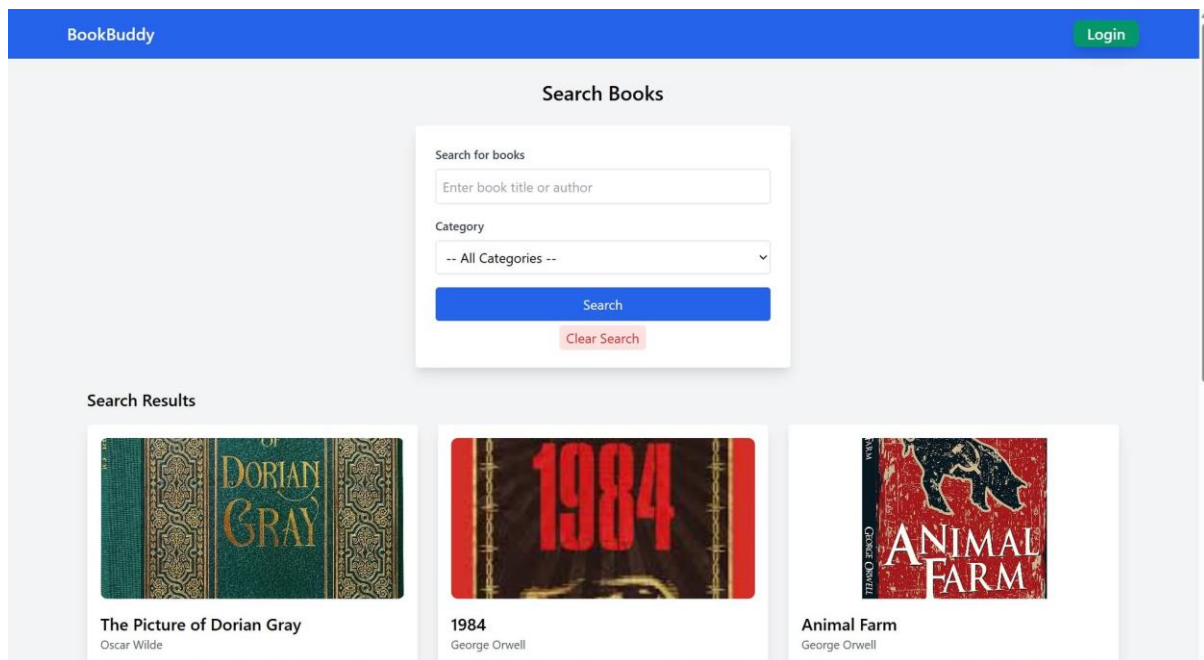 BookBuddy
Login
Search Books
Search for books
Enter book title or author
Category
-- All Categories --
Search
Clear Search
Search Results
OF
DORIAN
GRAY
1984
ARM
GEORGE ORWELL
ANIMAL
FARM
The Picture of Dorian Gray
1984
Animal Farm
Oscar Wilde
George Orwell
George Orwell